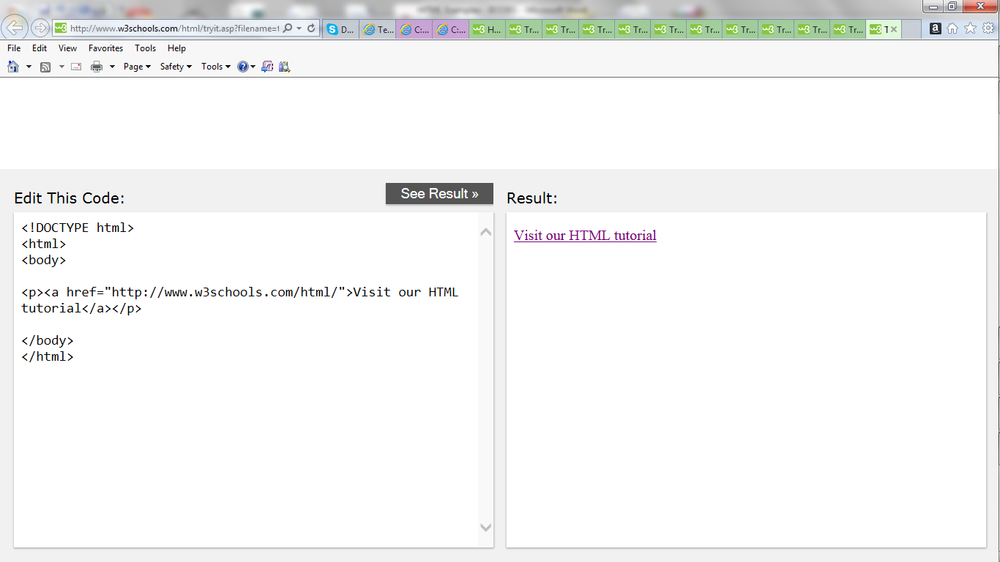 http://www.w3schools.com/html/tryit.asp?filename=t
D... Te... C:... C:... H... Tr... Tr... Tr... Tr... Tr... Tr... Tr... Tr... Tr... Tr... T
File Edit View Favorites Tools Help
Page Safety Tools
Edit This Code:
See Result »
Result:
<!DOCTYPE html>
<html>
<body>
<p><a href="http://www.w3schools.com/html/">Visit our HTML
tutorial</a></p>
</body>
</html>
Visit our HTML tutorial